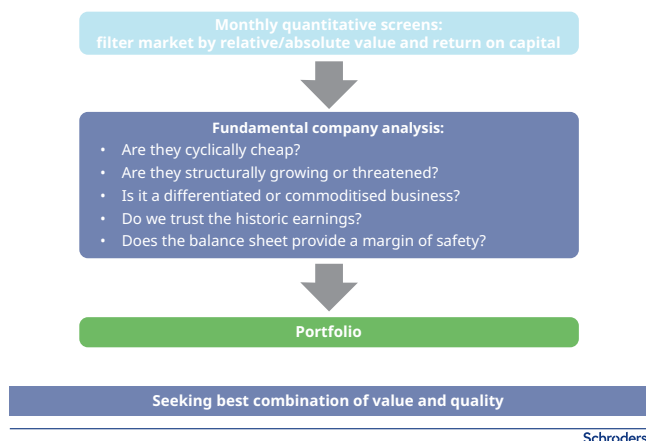 Monthly quantitative screens:
filter market by relative/absolute value and return on capital
Fundamental company analysis:
• Are they cyclically cheap?
• Are they structurally growing or threatened?
• Is it a differentiated or commoditised business?
• Do we trust the historic earnings?
• Does the balance sheet provide a margin of safety?
Portfolio
Seeking best combination of value and quality
Schroders